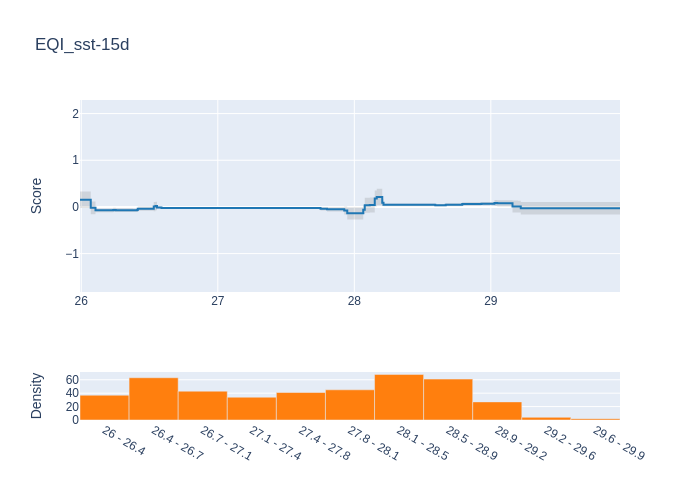 EQI_sst-15d
Score
2
1
0
−1
26 27 28 29
Density
60
40
20
0
26 - 26.4
26.4 - 26.7
26.7 - 27.1
27.1 - 27.4
27.4 - 27.8
27.8 - 28.1
28.1 - 28.5
28.5 - 28.9
28.9 - 29.2
29.2 - 29.6
29.6 - 29.9